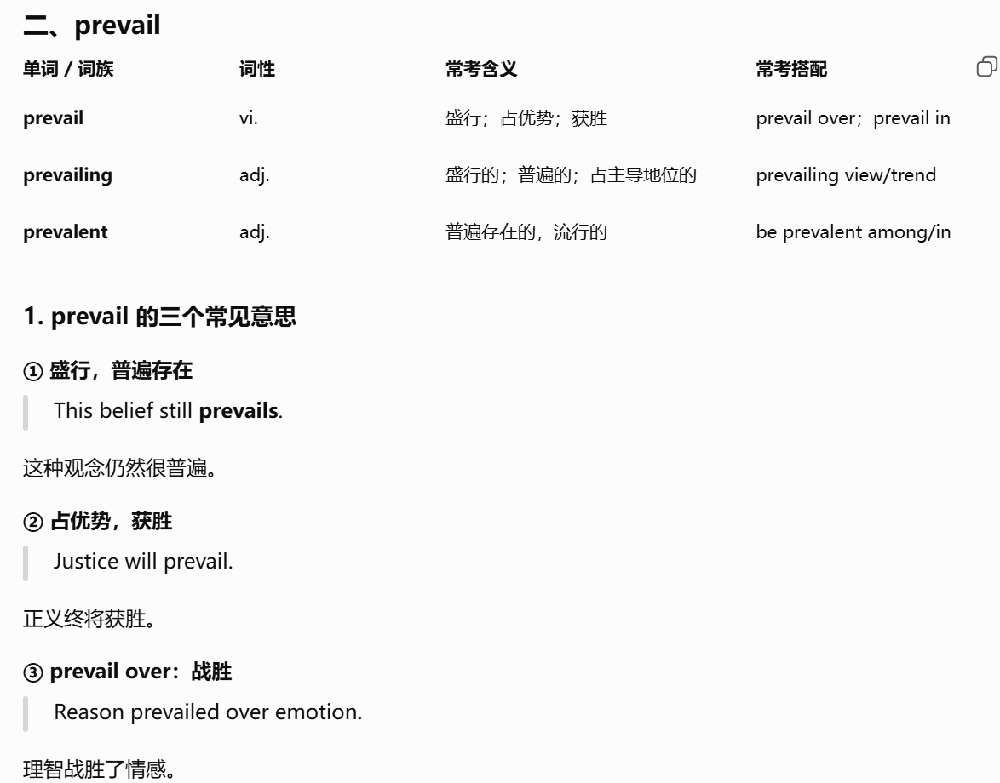 二、prevail
单词 / 词族 词性 常考含义 常考搭配
prevail vi. 盛行；占优势；获胜 prevail over；prevail in
prevailing adj. 盛行的；普遍的；占主导地位的 prevailing view/trend
prevalent adj. 普遍存在的，流行的 be prevalent among/in
1. prevail 的三个常见意思
① 盛行，普遍存在
This belief still prevails.
这种观念仍然很普遍。
② 占优势，获胜
Justice will prevail.
正义终将获胜。
③ prevail over：战胜
Reason prevailed over emotion.
理智战胜了情感。